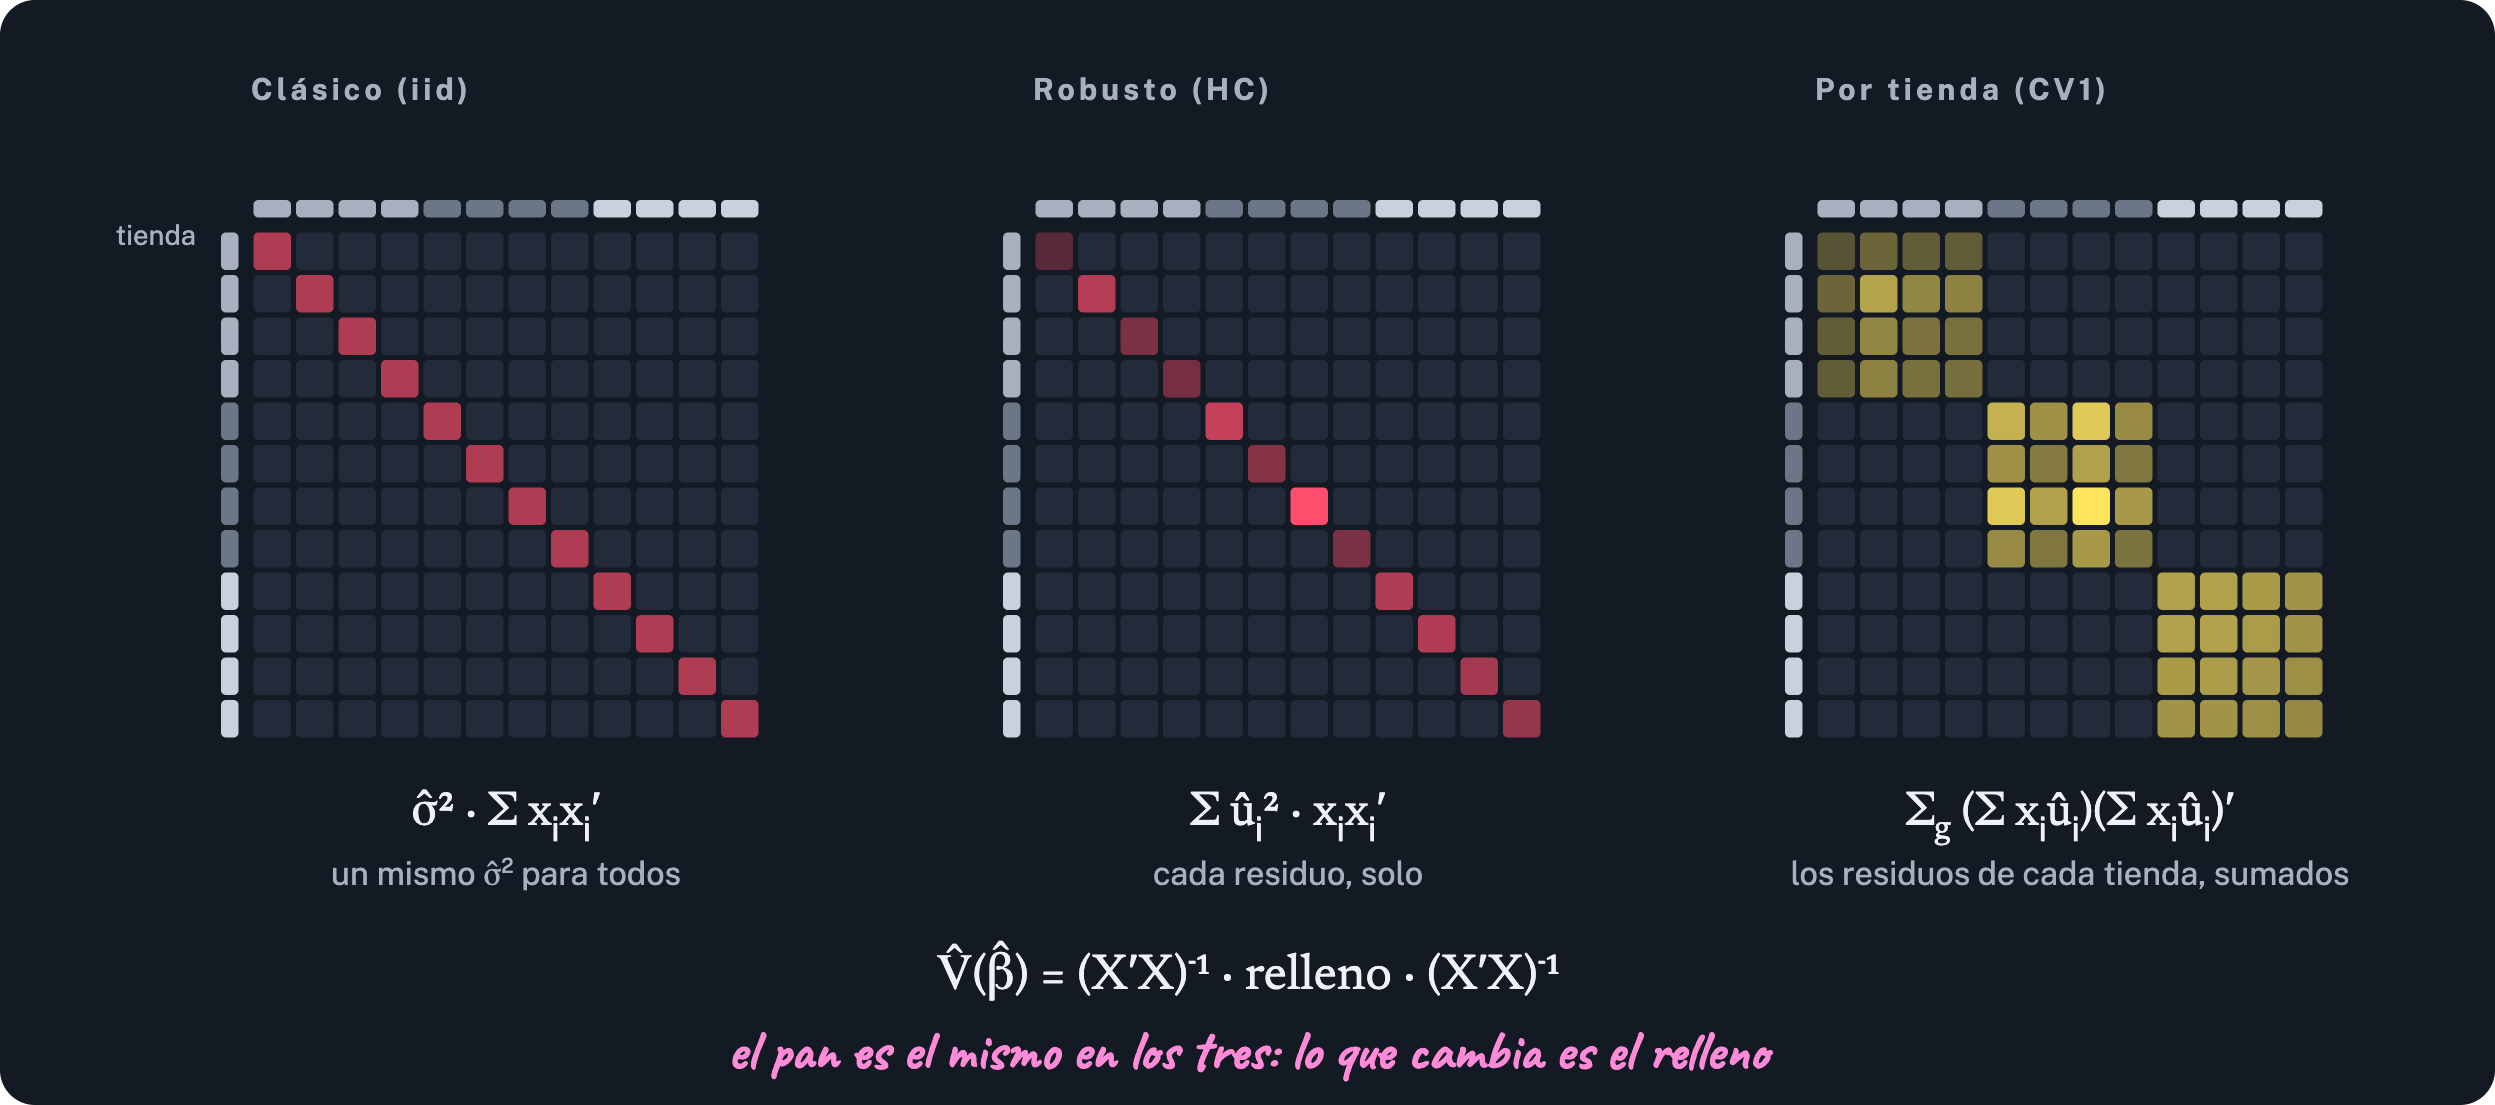 Clásico (iid)
Robusto (HC)
Por tienda (CV1)
tienda
σ̂² · Σ xᵢxᵢ′
un mismo σ̂² para todos
Σ ûᵢ² · xᵢxᵢ′
cada residuo, solo
Σg (Σ xᵢûᵢ)(Σ xᵢûᵢ)′
los residuos de cada tienda, sumados
V̂(β̂) = (X′X)⁻¹ · relleno · (X′X)⁻¹
el pan es el mismo en los tres: lo que cambia es el relleno